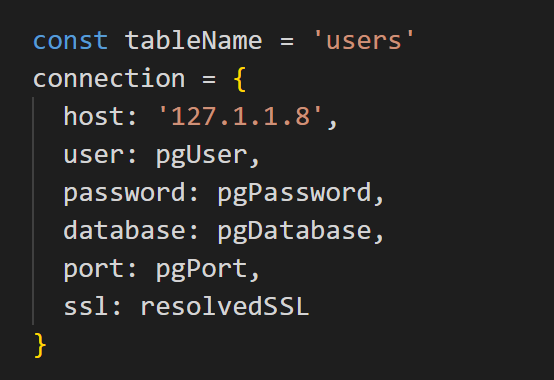 const tableName = 'users'
connection = {
  host: '127.1.1.8',
  user: pgUser,
  password: pgPassword,
  database: pgDatabase,
  port: pgPort,
  ssl: resolvedSSL
}